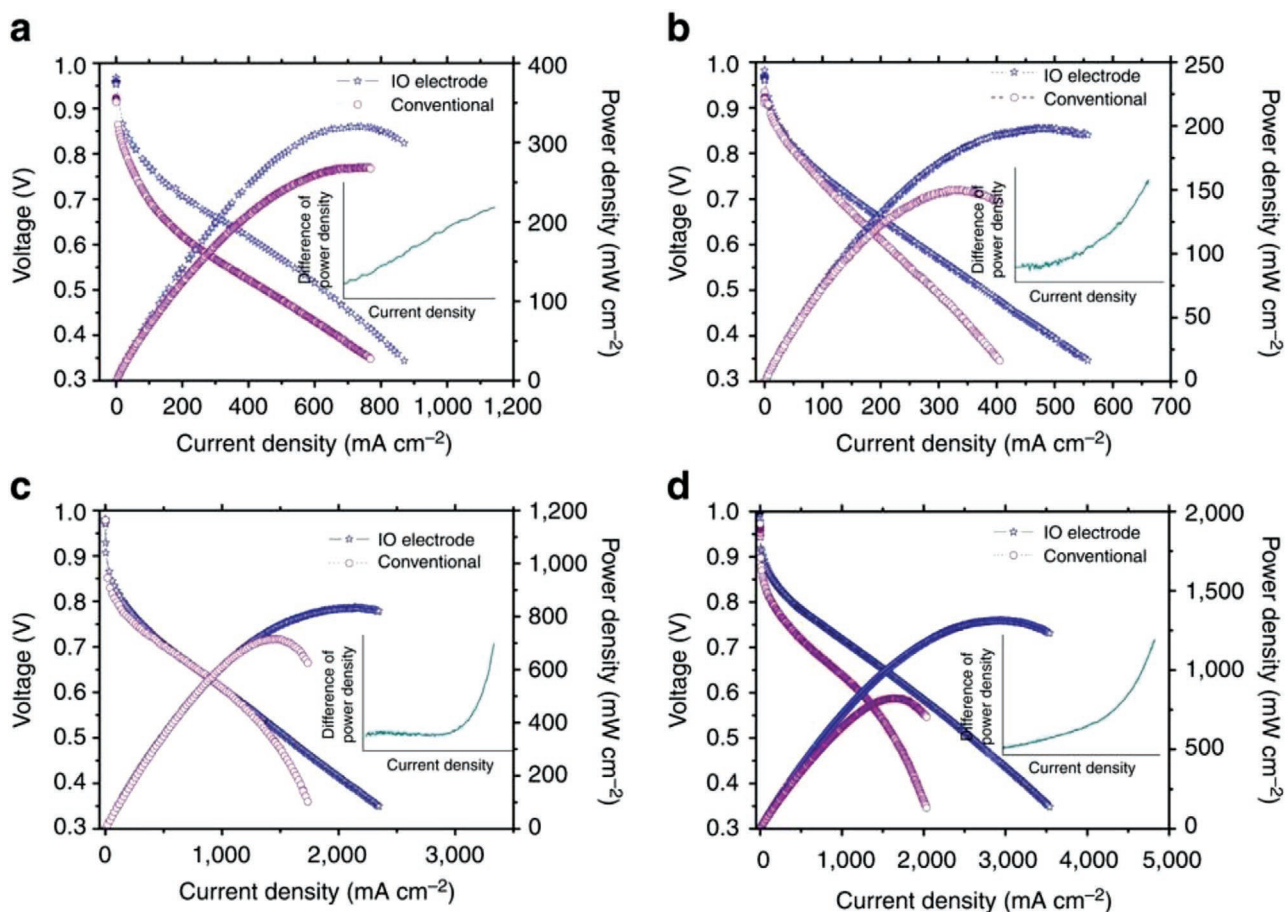 a
1.0
0.9
0.8
0.7
0.6
0.5
0.4
0.3
Voltage (V)
400
300
200
100
0
Power density (mW cm⁻²)
IO electrode
Conventional
Difference of
power density
Current density
0 200 400 600 800 1,000 1,200
Current density (mA cm⁻²)
b
1.0
0.9
0.8
0.7
0.6
0.5
0.4
0.3
Voltage (V)
250
200
150
100
50
0
Power density (mW cm⁻²)
IO electrode
Conventional
Difference of
power density
Current density
0 100 200 300 400 500 600 700
Current density (mA cm⁻²)
c
1.0
0.9
0.8
0.7
0.6
0.5
0.4
0.3
Voltage (V)
1,200
1,000
800
600
400
200
0
Power density (mW cm⁻²)
IO electrode
Conventional
Difference of
power density
Current density
0 1,000 2,000 3,000
Current density (mA cm⁻²)
d
1.0
0.9
0.8
0.7
0.6
0.5
0.4
0.3
Voltage (V)
2,000
1,500
1,000
500
0
Power density (mW cm⁻²)
IO electrode
Conventional
Difference of
power density
Current density
0 1,000 2,000 3,000 4,000 5,000
Current density (mA cm⁻²)